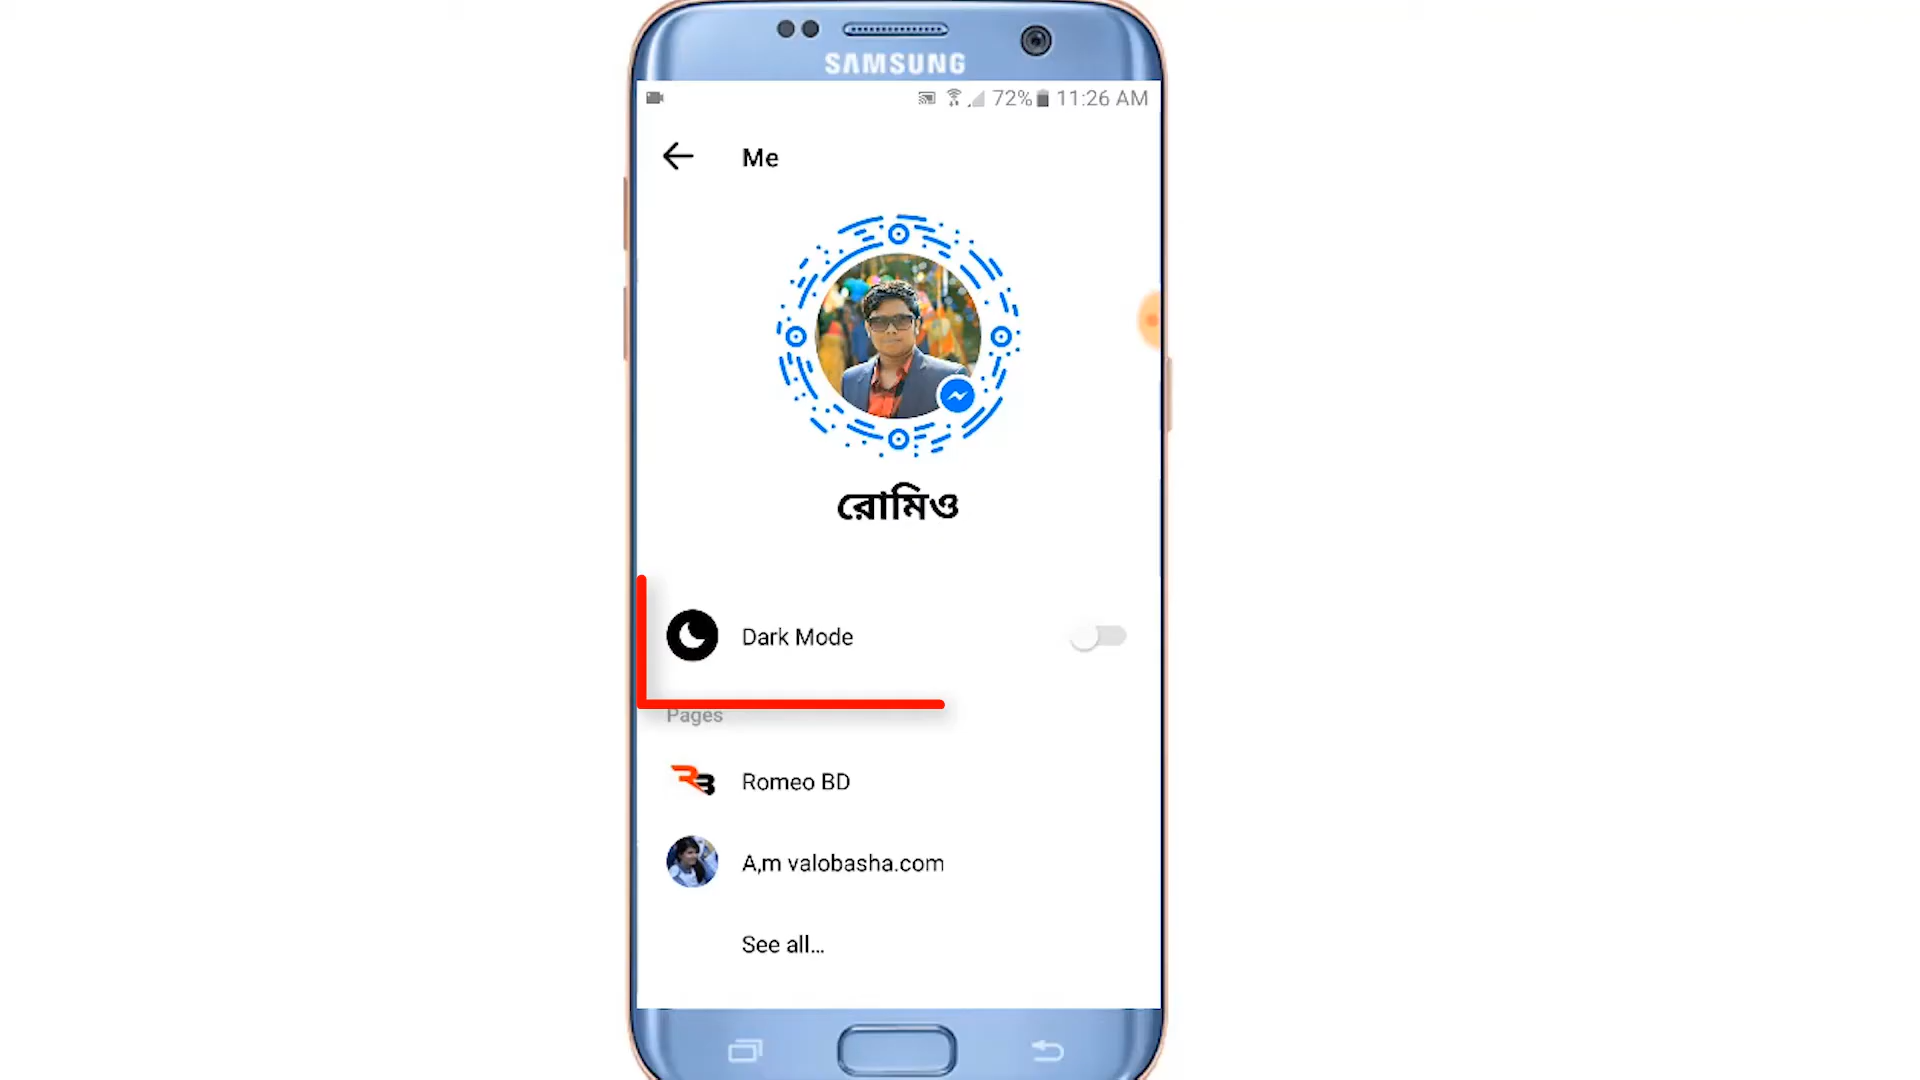 SAMSUNG
72% 11:26 AM
Me
রোমিও
Dark Mode
Pages
Romeo BD
A,m valobasha.com
See all...